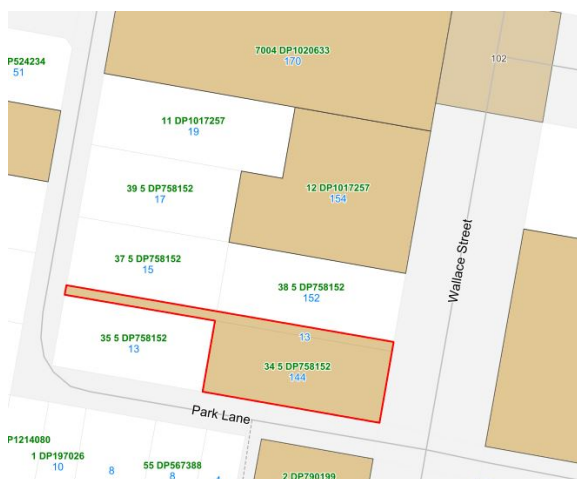 7004 DP1020633
170
102
P524234
51
11 DP1017257
19
39 5 DP758152
17
12 DP1017257
154
Wallace Street
37 5 DP758152
15
38 5 DP758152
152
13
35 5 DP758152
13
34 5 DP758152
144
Park Lane
P1214080
1 DP197026
10
8
55 DP567388
8
2 DP790199